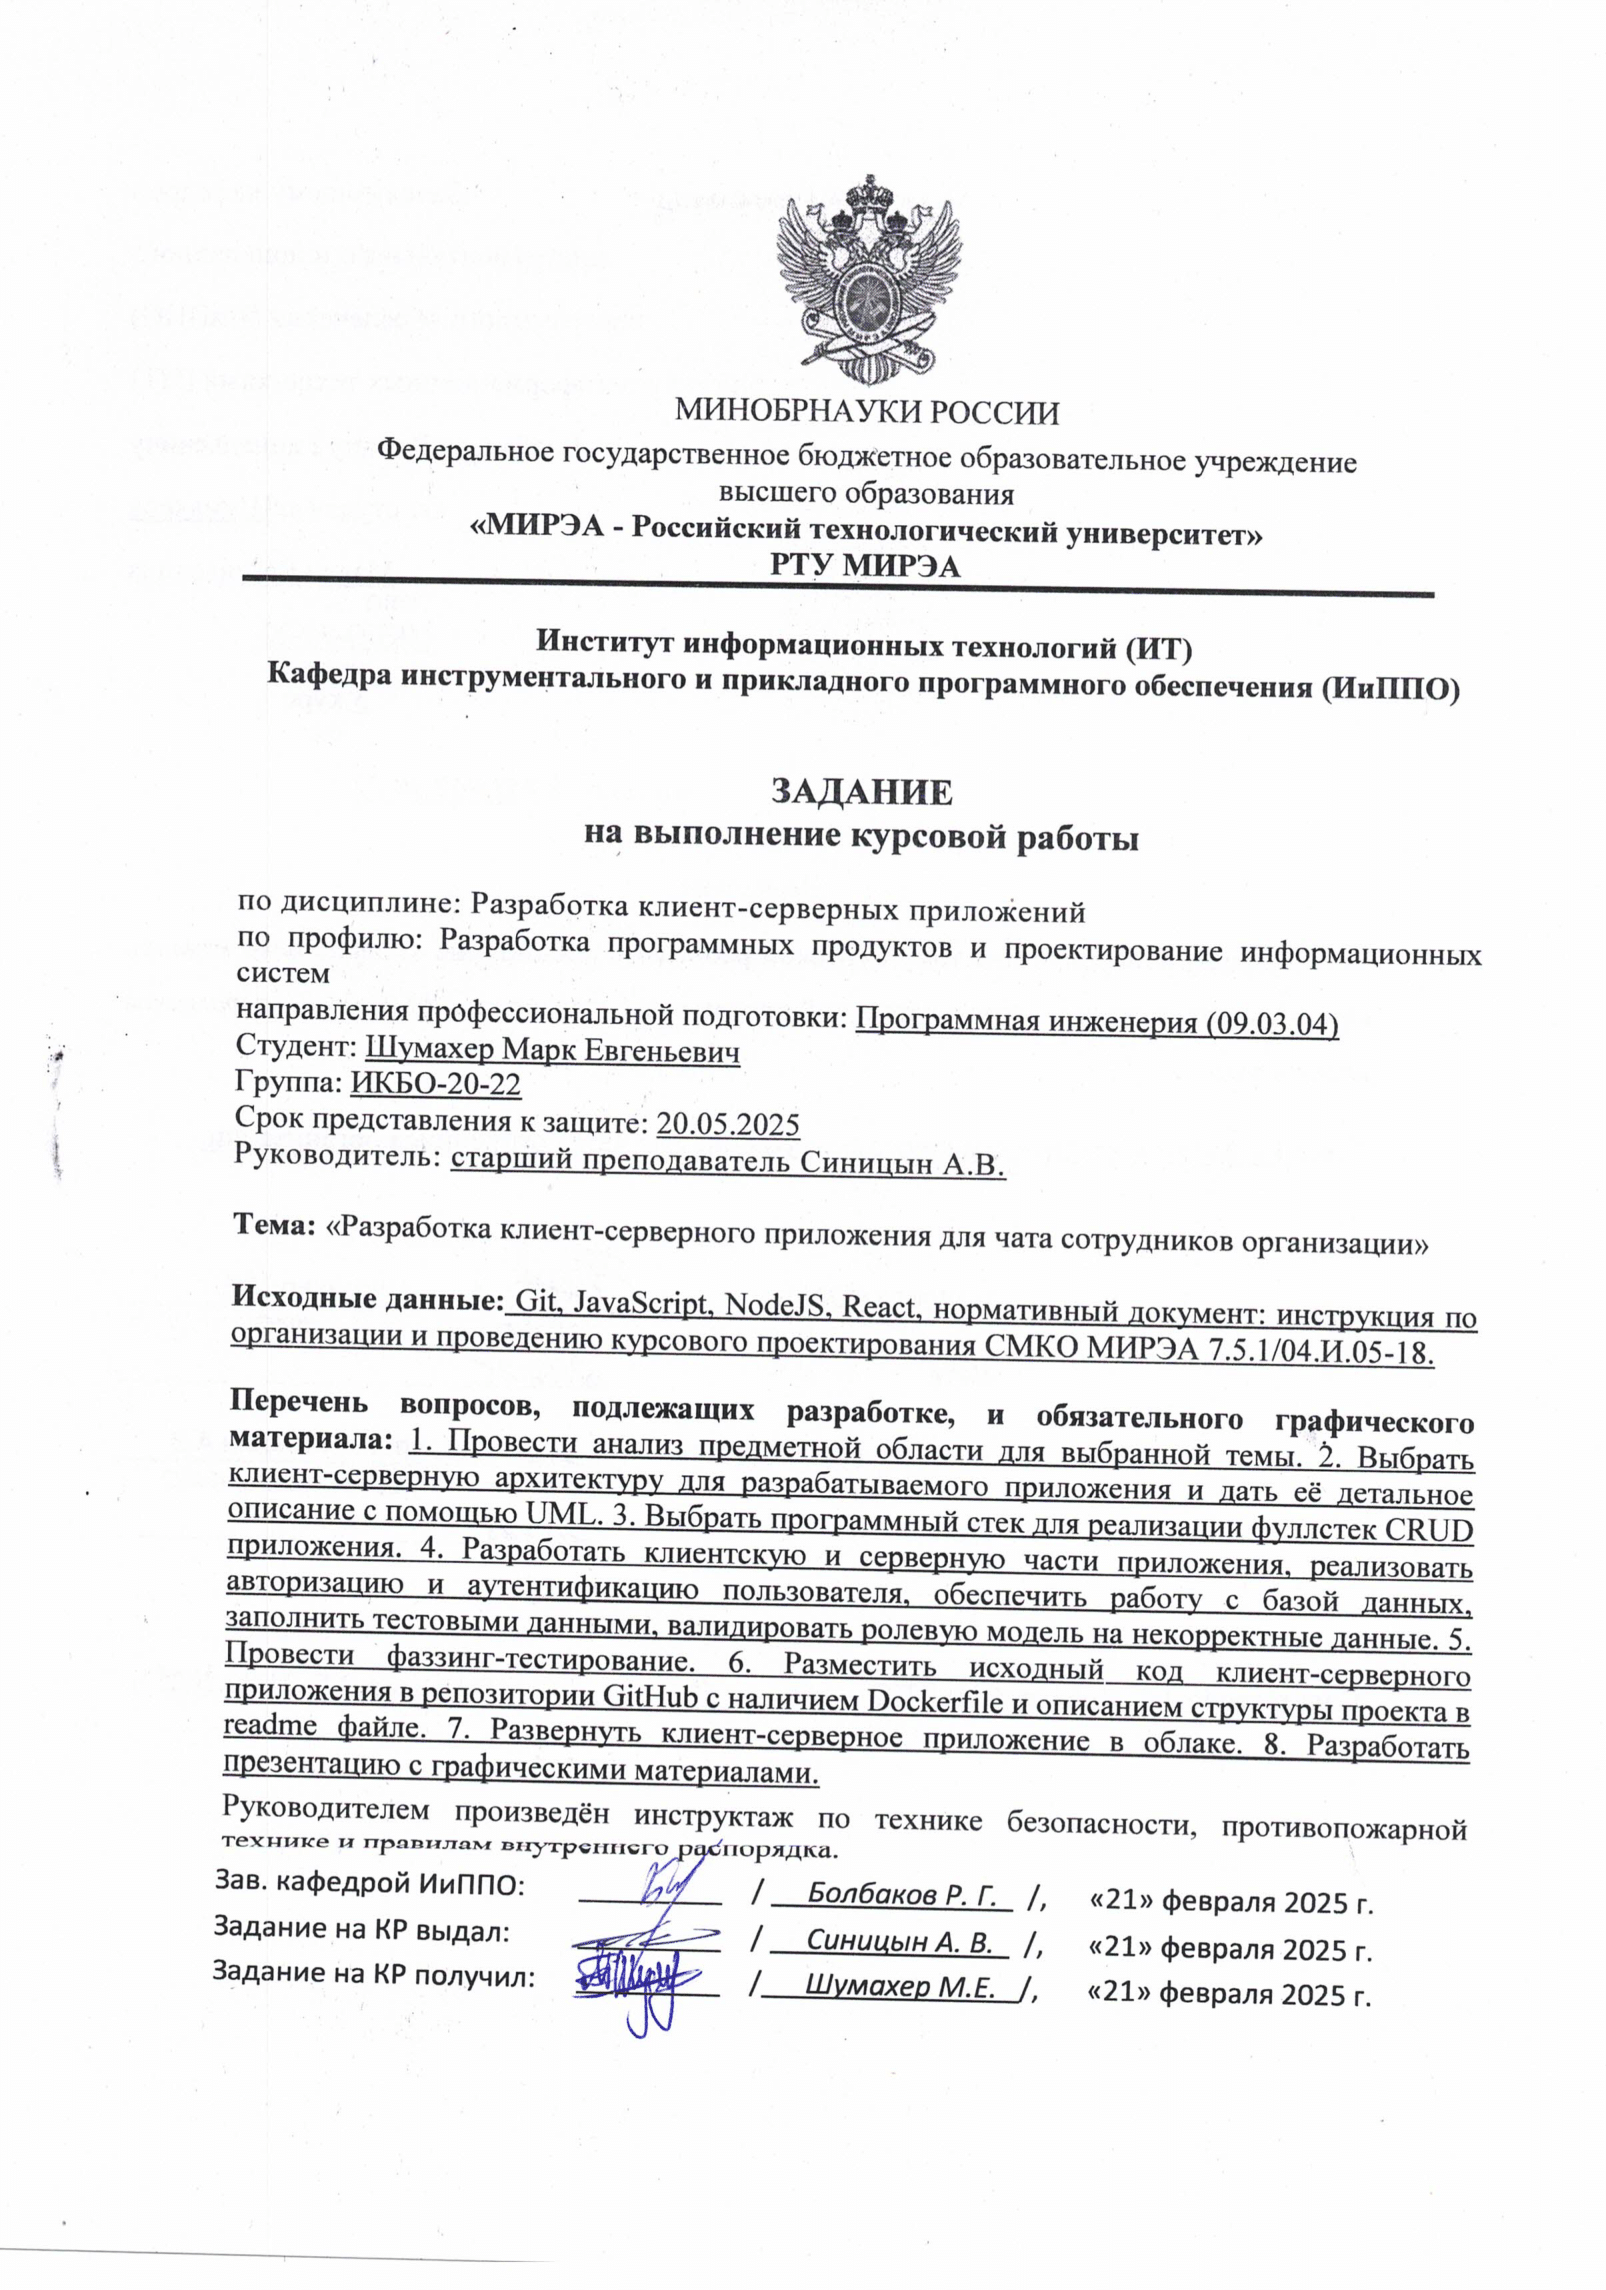 МИНОБРНАУКИ РОССИИ
Федеральное государственное бюджетное образовательное учреждение
высшего образования
«МИРЭА - Российский технологический университет»
РТУ МИРЭА
Институт информационных технологий (ИТ)
Кафедра инструментального и прикладного программного обеспечения (ИиППО)
ЗАДАНИЕ
на выполнение курсовой работы
по дисциплине: Разработка клиент-серверных приложений
по профилю: Разработка программных продуктов и проектирование информационных
систем
направления профессиональной подготовки: Программная инженерия (09.03.04)
Студент: Шумахер Марк Евгеньевич
Группа: ИКБО-20-22
Срок представления к защите: 20.05.2025
Руководитель: старший преподаватель Синицын А.В.
Тема: «Разработка клиент-серверного приложения для чата сотрудников организации»
Исходные данные: Git, JavaScript, NodeJS, React, нормативный документ: инструкция по
организации и проведению курсового проектирования СМКО МИРЭА 7.5.1/04.И.05-18.
Перечень вопросов, подлежащих разработке, и обязательного графического
материала: 1. Провести анализ предметной области для выбранной темы. 2. Выбрать
клиент-серверную архитектуру для разрабатываемого приложения и дать её детальное
описание с помощью UML. 3. Выбрать программный стек для реализации фуллстек CRUD
приложения. 4. Разработать клиентскую и серверную части приложения, реализовать
авторизацию и аутентификацию пользователя, обеспечить работу с базой данных,
заполнить тестовыми данными, валидировать ролевую модель на некорректные данные. 5.
Провести фаззинг-тестирование. 6. Разместить исходный код клиент-серверного
приложения в репозитории GitHub с наличием Dockerfile и описанием структуры проекта в
readme файле. 7. Развернуть клиент-серверное приложение в облаке. 8. Разработать
презентацию с графическими материалами.
Руководителем произведён инструктаж по технике безопасности, противопожарной
технике и правилам внутреннего распорядка.
Зав. кафедрой ИиППО: / Болбаков Р. Г. /, «21» февраля 2025 г.
Задание на КР выдал: / Синицын А. В. /, «21» февраля 2025 г.
Задание на КР получил: / Шумахер М.Е. /, «21» февраля 2025 г.